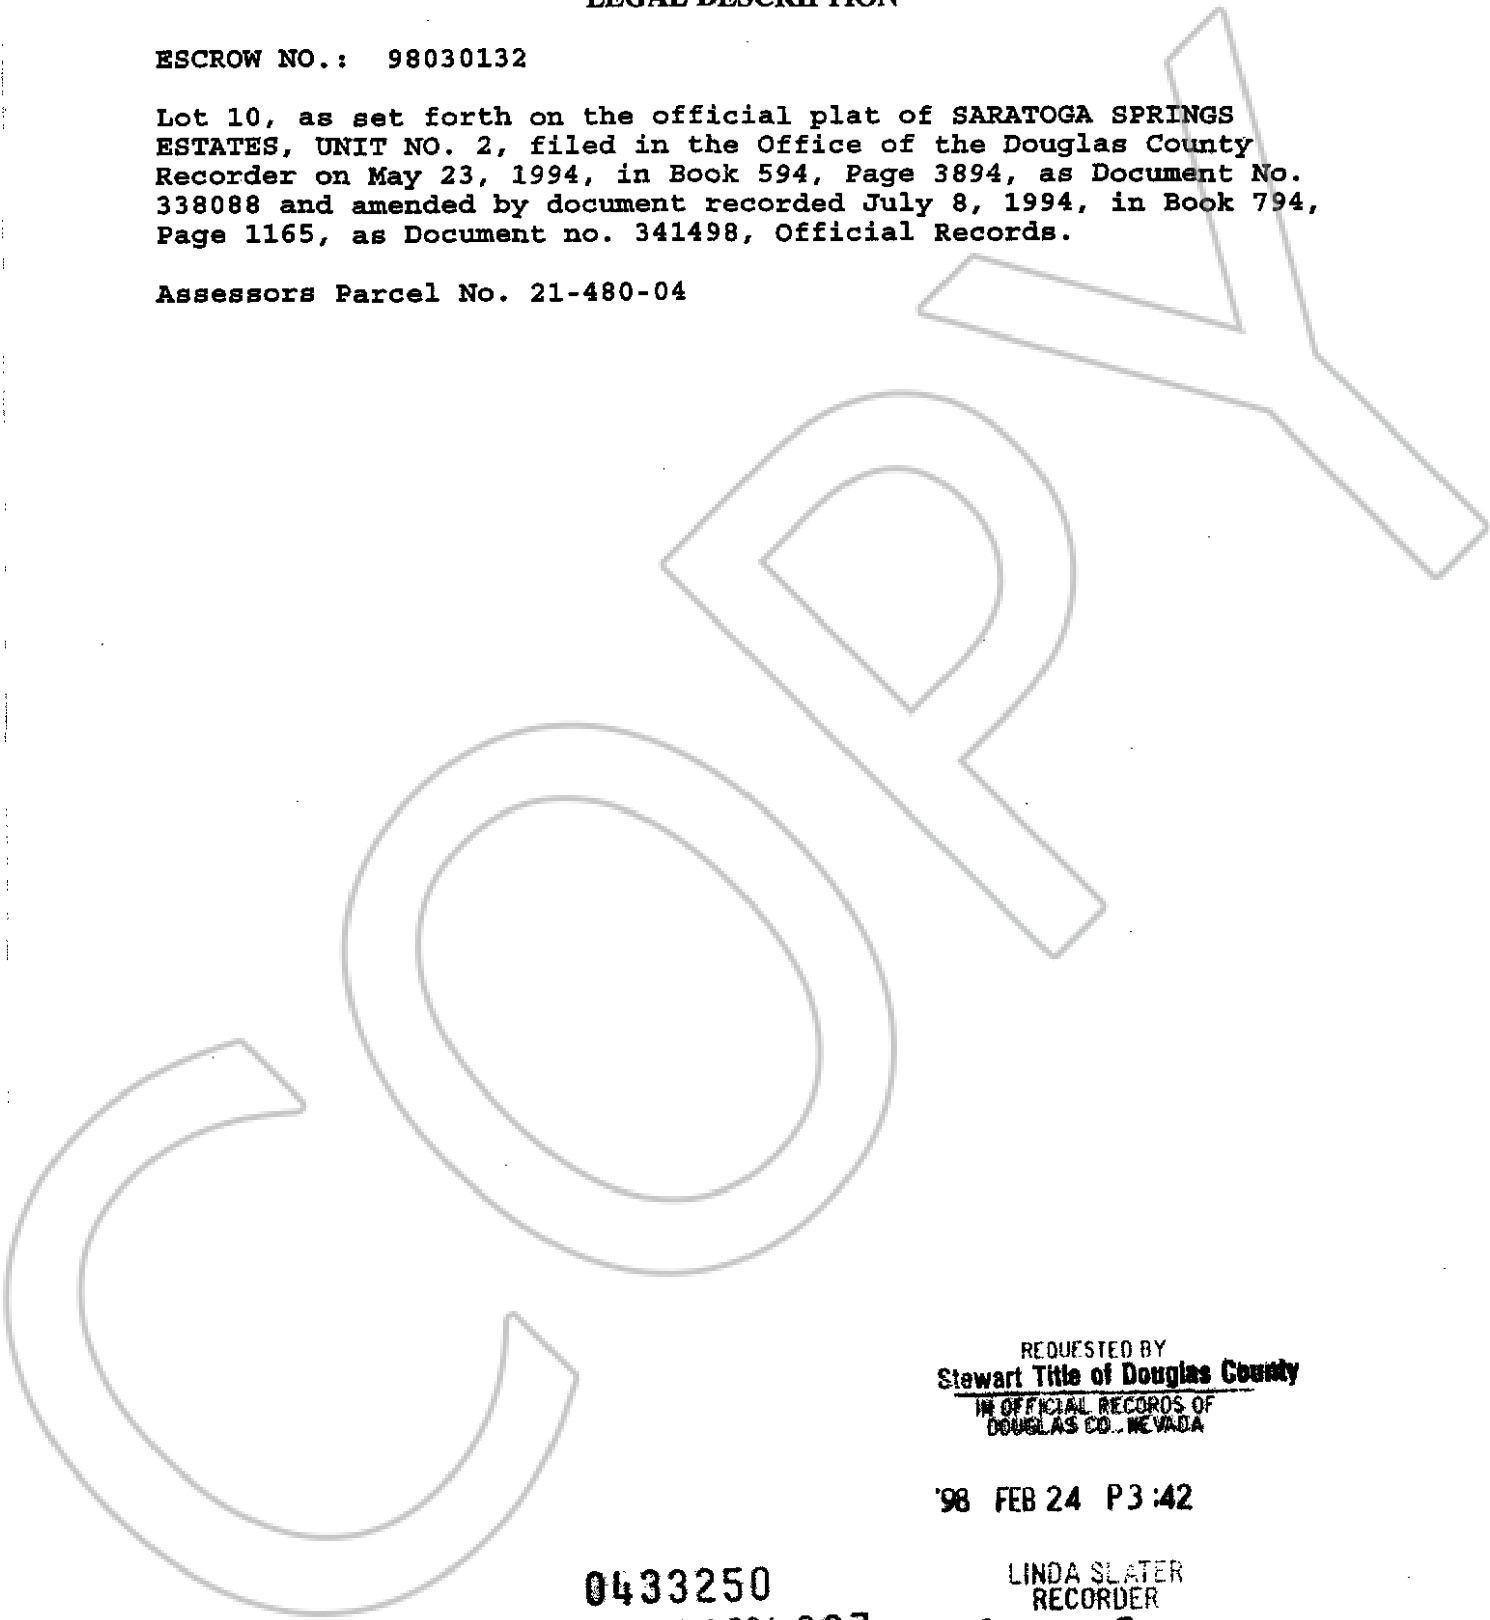 LEGAL DESCRIPTION
ESCROW NO.: 98030132
Lot 10, as set forth on the official plat of SARATOGA SPRINGS
ESTATES, UNIT NO. 2, filed in the Office of the Douglas County
Recorder on May 23, 1994, in Book 594, Page 3894, as Document No.
338088 and amended by document recorded July 8, 1994, in Book 794,
Page 1165, as Document no. 341498, Official Records.
Assessors Parcel No. 21-480-04
COPY
REQUESTED BY
Stewart Title of Douglas County
IN OFFICIAL RECORDS OF
DOUGLAS CO., NEVADA
'98 FEB 24 P3:42
0433250
LINDA SLATER
RECORDER